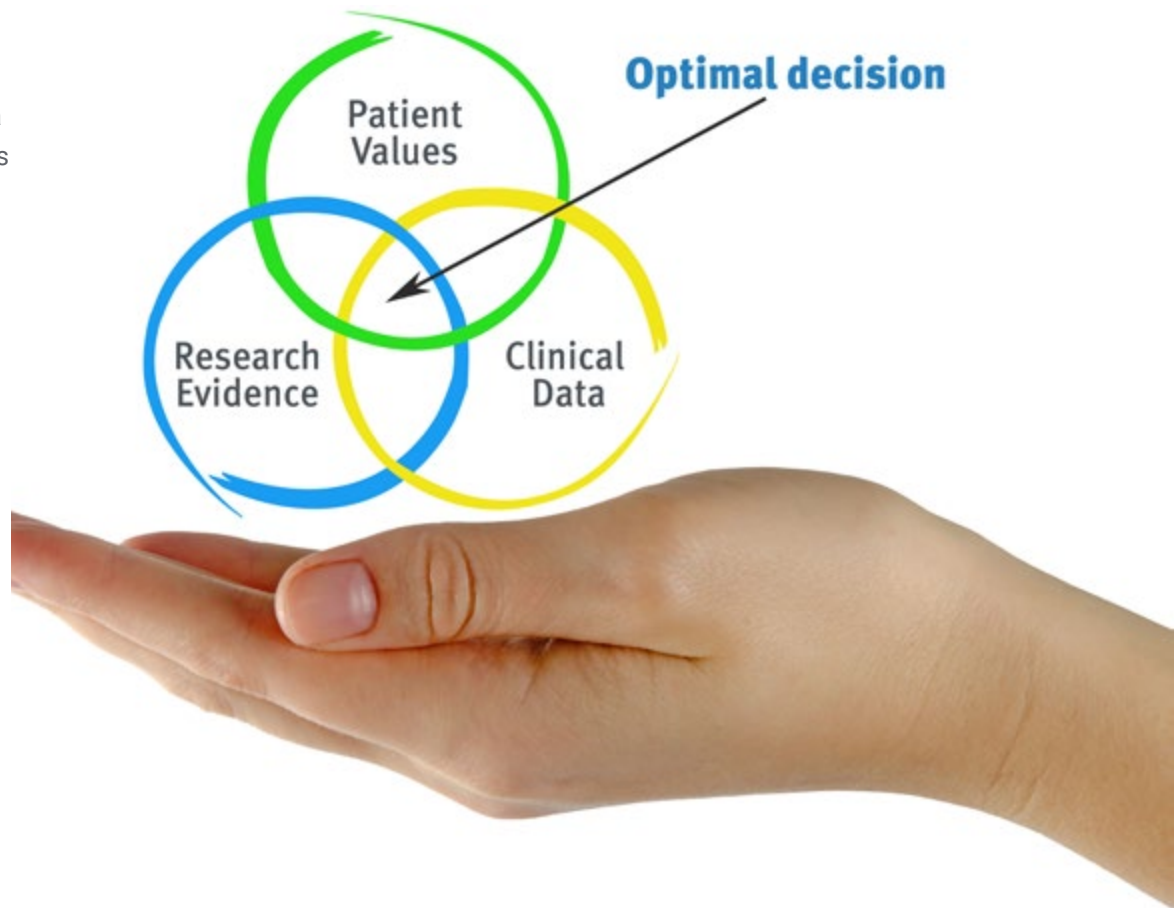 Optimal decision
Patient
Values
s
Research
Evidence
Clinical
Data